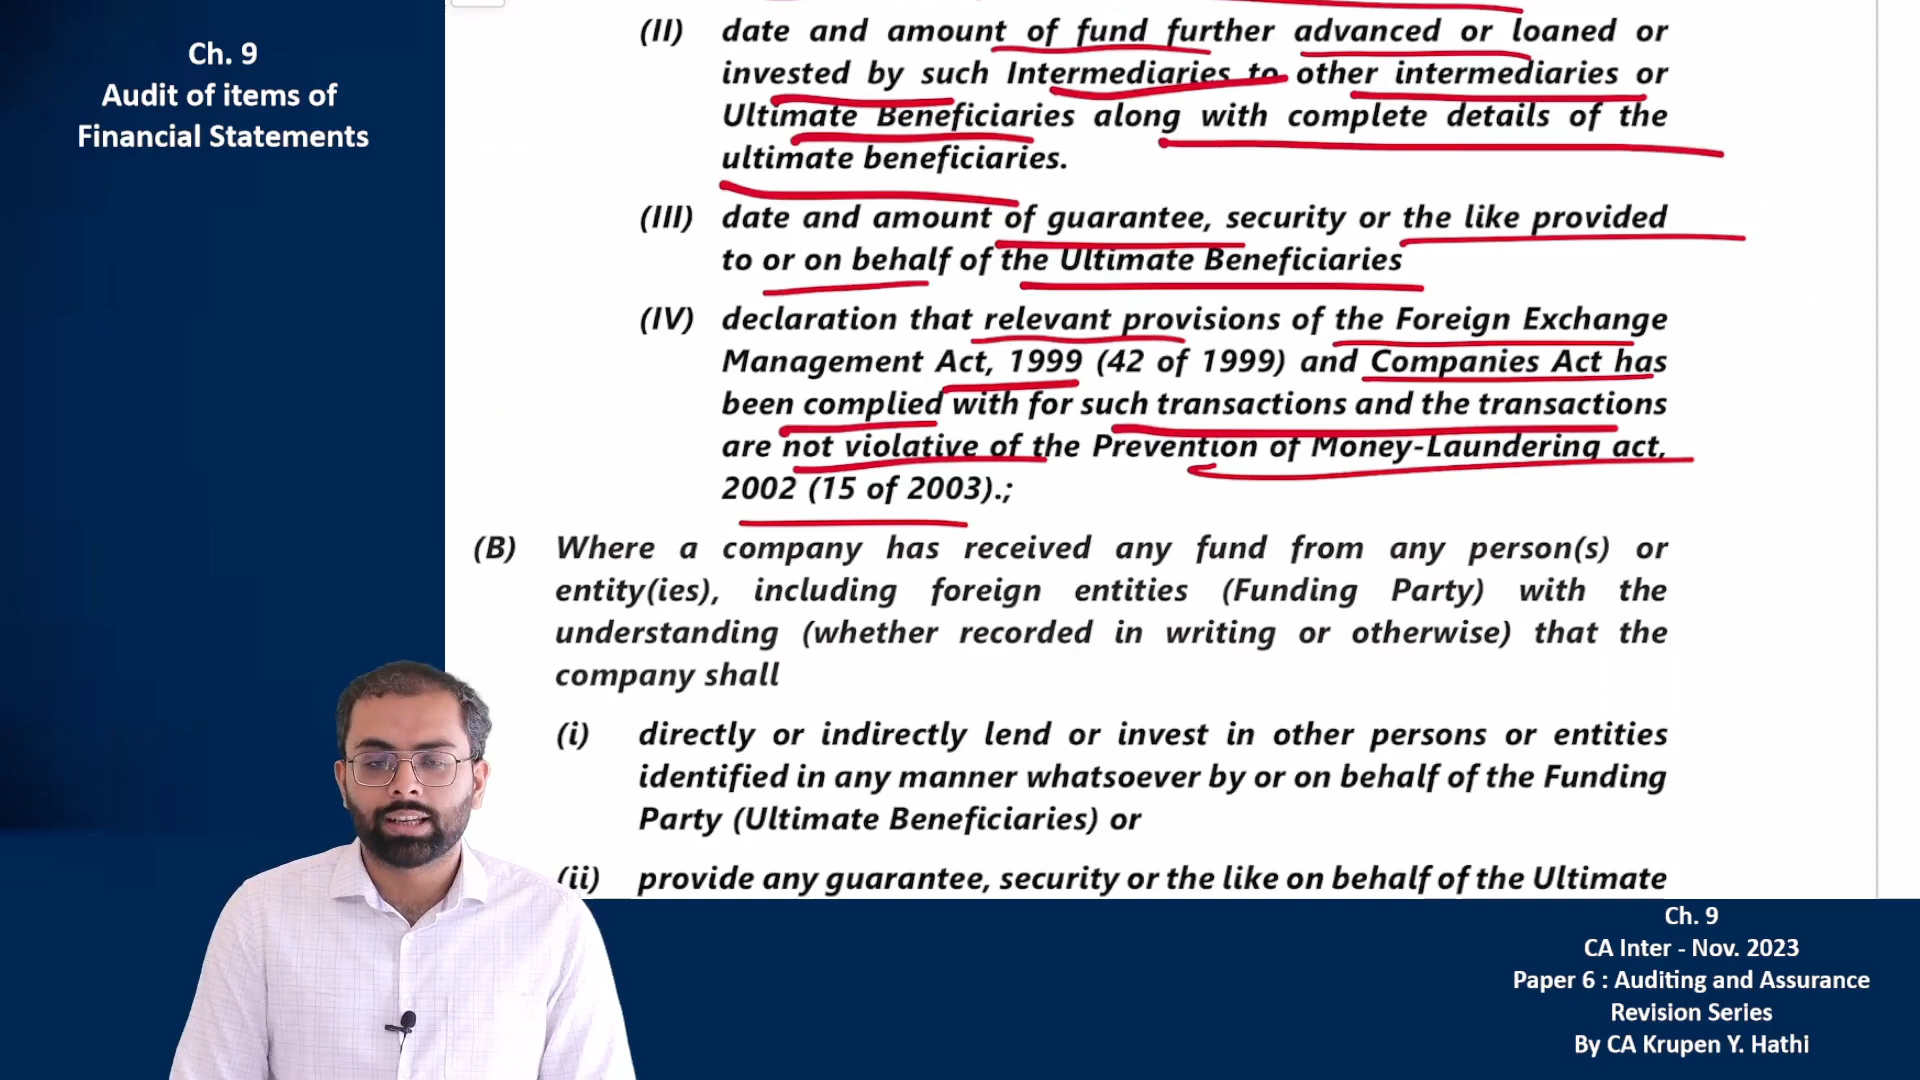 Ch. 9
Audit of items of
Financial Statements
(II) date and amount of fund further advanced or loaned or
invested by such Intermediaries to other intermediaries or
Ultimate Beneficiaries along with complete details of the
ultimate beneficiaries.
(III) date and amount of guarantee, security or the like provided
to or on behalf of the Ultimate Beneficiaries
(IV) declaration that relevant provisions of the Foreign Exchange
Management Act, 1999 (42 of 1999) and Companies Act has
been complied with for such transactions and the transactions
are not violative of the Prevention of Money-Laundering act,
2002 (15 of 2003).;
(B) Where a company has received any fund from any person(s) or
entity(ies), including foreign entities (Funding Party) with the
understanding (whether recorded in writing or otherwise) that the
company shall
(i) directly or indirectly lend or invest in other persons or entities
identified in any manner whatsoever by or on behalf of the Funding
Party (Ultimate Beneficiaries) or
(ii) provide any guarantee, security or the like on behalf of the Ultimate
Ch. 9
CA Inter - Nov. 2023
Paper 6 : Auditing and Assurance
Revision Series
By CA Krupen Y. Hathi